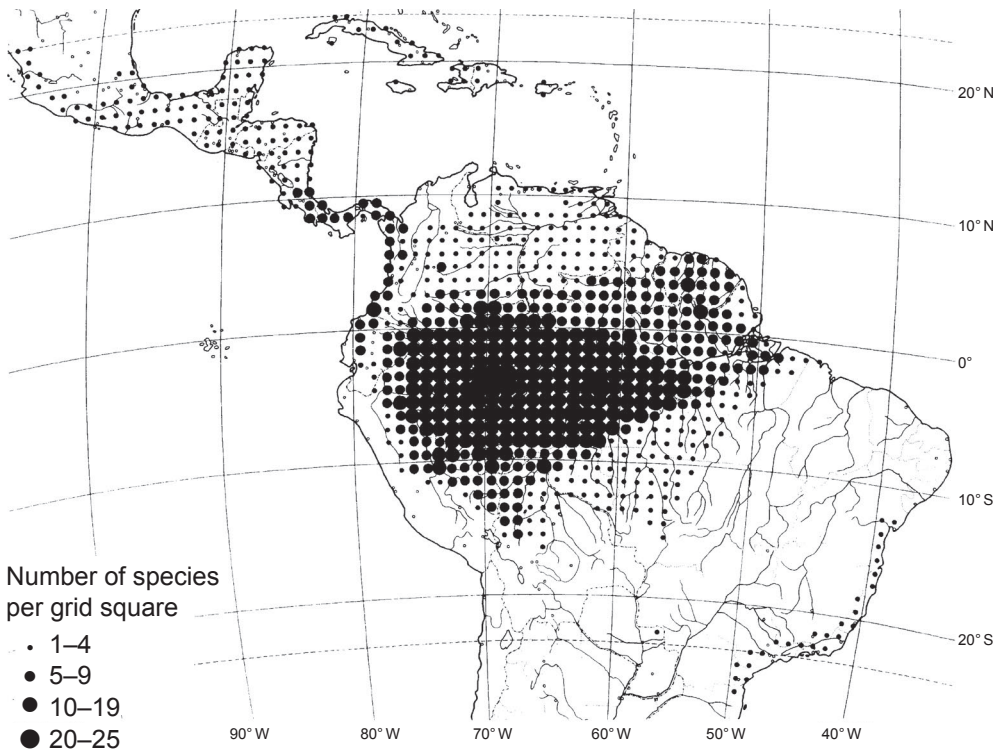 20° N
10° N
0°
10° S
20° S
Number of species
per grid square
1–4
5–9
10–19
20–25
90° W
80° W
70° W
60° W
50° W
40° W